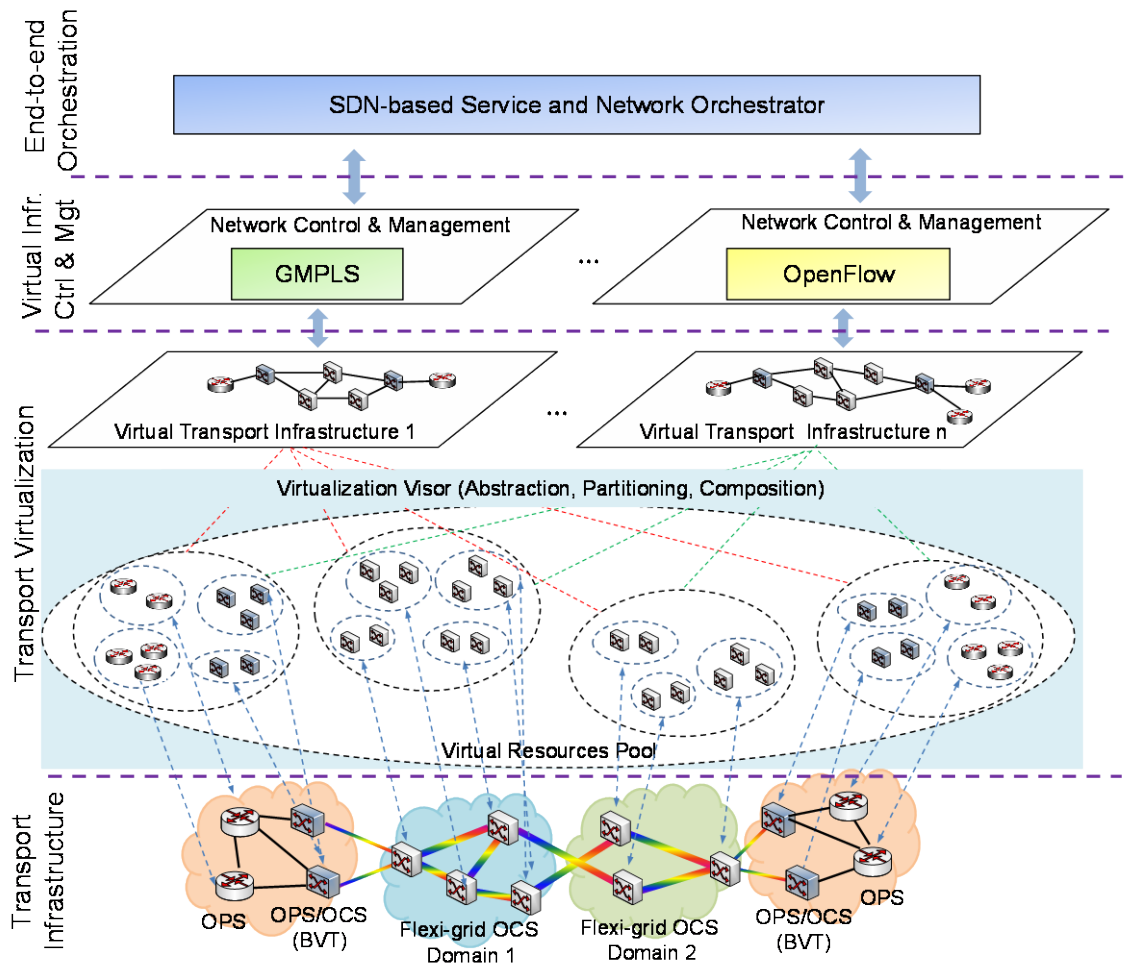 End-to-end
Orchestration
SDN-based Service and Network Orchestrator
Virtual Infr.
Ctrl & Mgt
Network Control & Management
GMPLS
...
Network Control & Management
OpenFlow
Transport Virtualization
Virtual Transport Infrastructure 1
...
Virtual Transport Infrastructure n
Virtualization Visor (Abstraction, Partitioning, Composition)
Virtual Resources Pool
Transport
Infrastructure
OPS
OPS/OCS
(BVT)
Flexi-grid OCS
Domain 1
Flexi-grid OCS
Domain 2
OPS/OCS
(BVT)
OPS